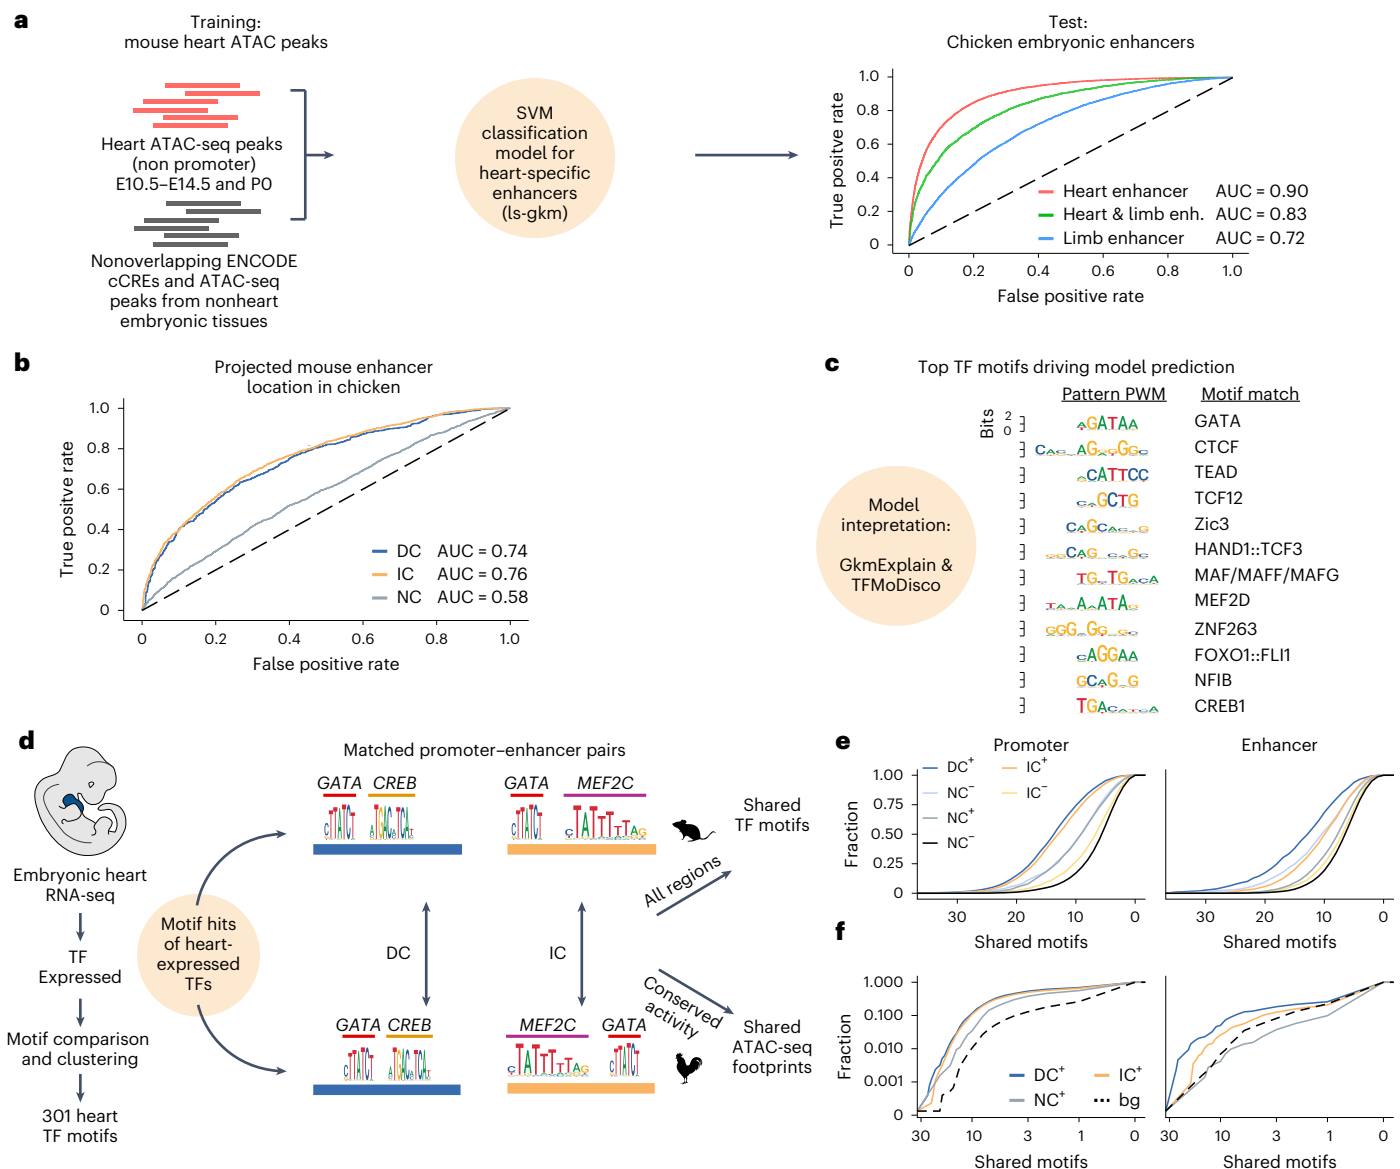 a
Training:
mouse heart ATAC peaks
Heart ATAC-seq peaks
(non promoter)
E10.5–E14.5 and P0
Nonoverlapping ENCODE
cCREs and ATAC-seq
peaks from nonheart
embryonic tissues
SVM
classification
model for
heart-specific
enhancers
(ls-gkm)
Test:
Chicken embryonic enhancers
True positive rate
1.0
0.8
0.6
0.4
0.2
0
Heart enhancer AUC = 0.90
Heart & limb enh. AUC = 0.83
Limb enhancer AUC = 0.72
0 0.2 0.4 0.6 0.8 1.0
False positive rate
b
Projected mouse enhancer
location in chicken
True positve rate
1.0
0.8
0.6
0.4
0.2
0
DC AUC = 0.74
IC AUC = 0.76
NC AUC = 0.58
0 0.2 0.4 0.6 0.8 1.0
False positive rate
c
Top TF motifs driving model prediction
Model
intepretation:
GkmExplain &
TFMoDisco
Pattern PWM Motif match
Bits
2
0
GATA
CTCF
TEAD
TCF12
Zic3
HAND1::TCF3
MAF/MAFF/MAFG
MEF2D
ZNF263
FOXO1::FLI1
NFIB
CREB1
d
Embryonic heart
RNA-seq
TF
Expressed
Motif comparison
and clustering
301 heart
TF motifs
Motif hits
of heart-
expressed
TFs
Matched promoter–enhancer pairs
GATA CREB GATA MEF2C
DC IC
GATA CREB MEF2C GATA
All regions
Conserved
activity
Shared
TF motifs
Shared
ATAC-seq
footprints
e
Promoter Enhancer
Fraction
1.00
0.75
0.50
0.25
0
DC+ IC+
NC− IC−
NC+
NC−
30 20 10 0 30 20 10 0
Shared motifs Shared motifs
f
Fraction
1.000
0.100
0.010
0.001
0
DC+ IC+
NC+ bg
30 10 3 1 0 30 10 3 1 0
Shared motifs Shared motifs